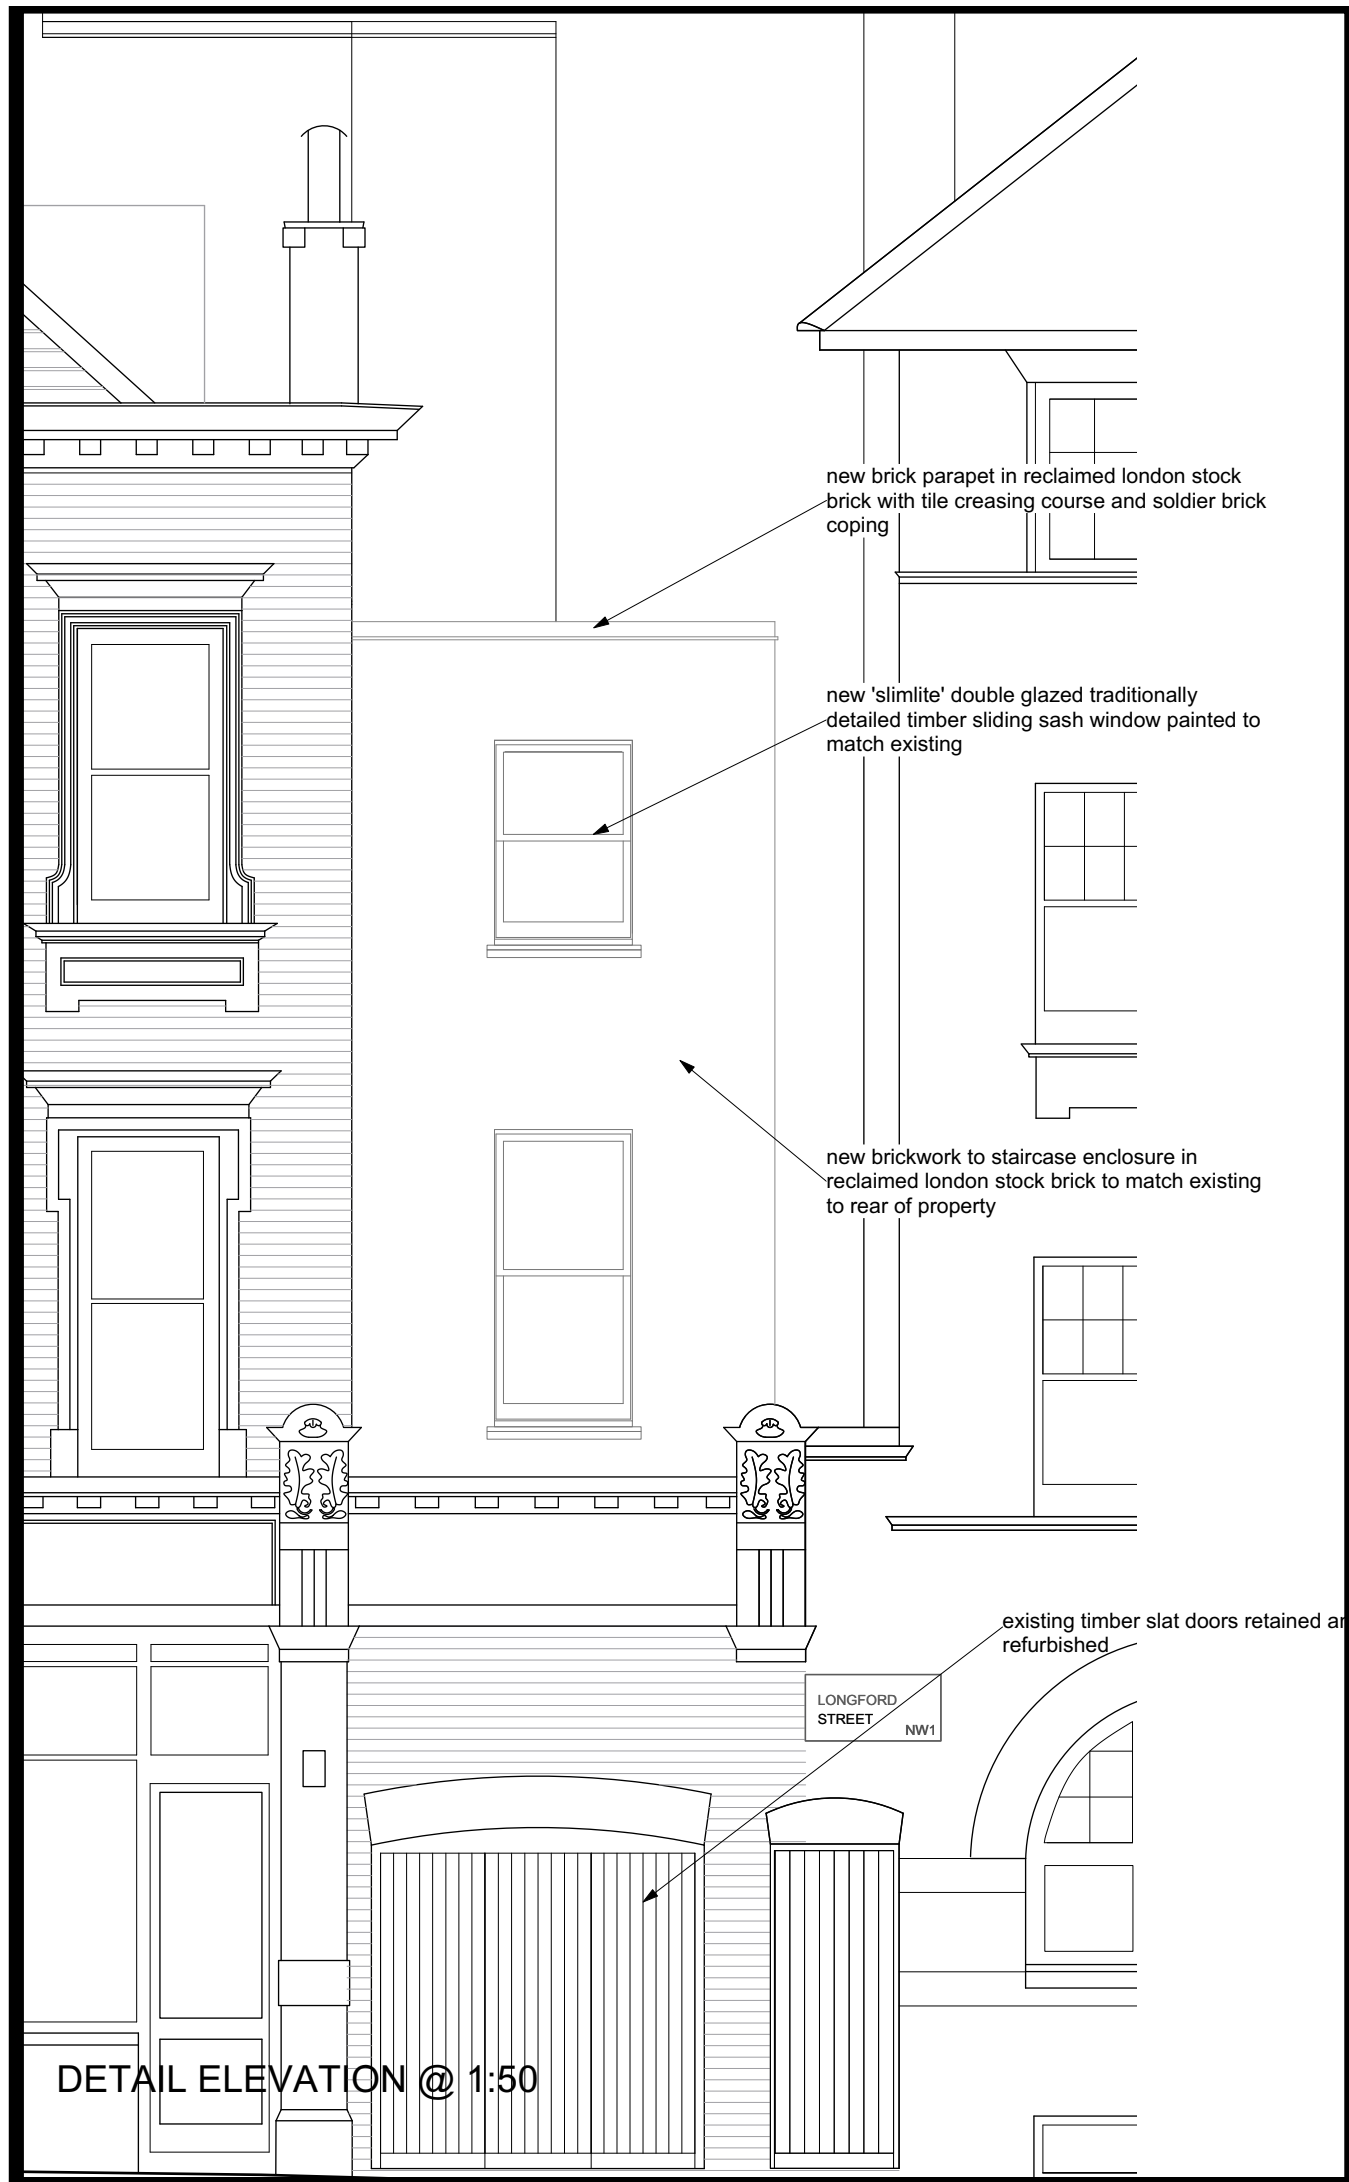 new brick parapet in reclaimed london stock
brick with tile creasing course and soldier brick
coping
new 'slimlite' double glazed traditionally
detailed timber sliding sash window painted to
match existing
new brickwork to staircase enclosure in
reclaimed london stock brick to match existing
to rear of property
existing timber slat doors retained
refurbished
LONGFORD
STREET
NW1
DETAIL ELEVATION @ 1:50